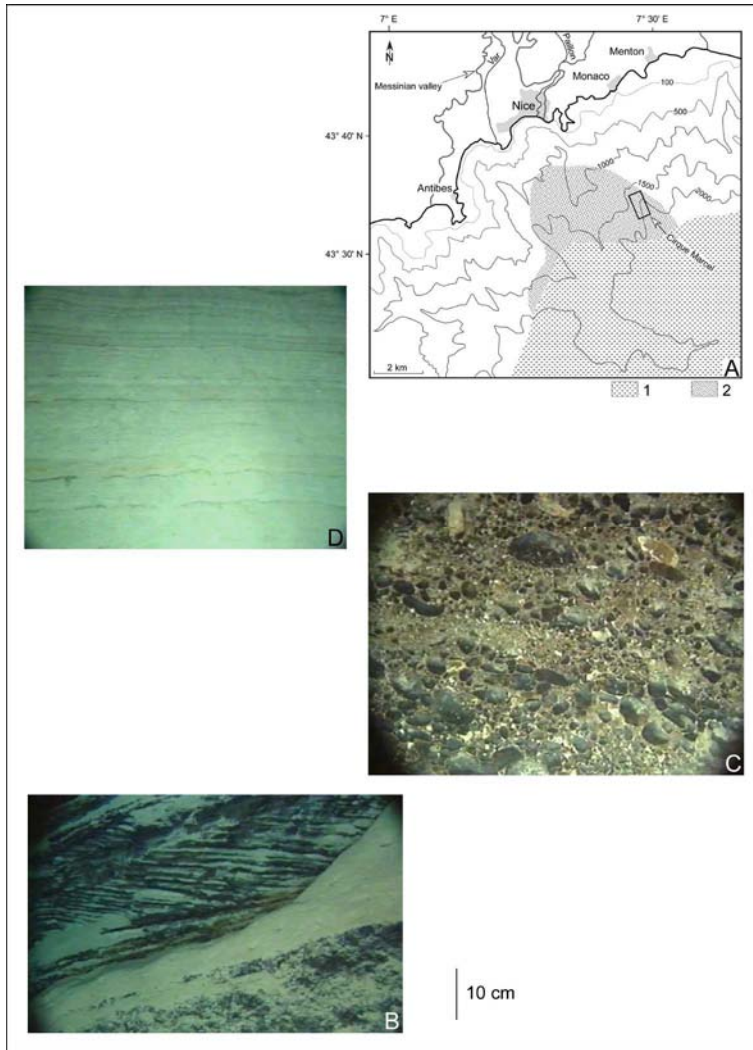 7° E
7° 30' E
N
Messinian valley
Var
Paillon
Menton
Monaco
Nice
100
500
43° 40' N
1000
1500
2000
Antibes
Cirque Marcel
43° 30' N
2 km
A
1
2
D
C
B
10 cm